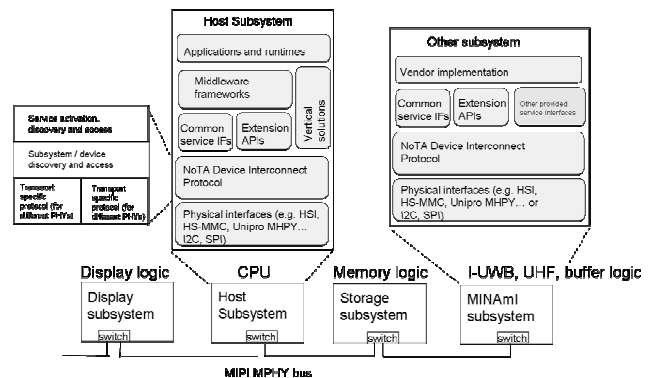 Host Subsystem
Applications and runtimes
Middleware
frameworks
Vertical
solutions
Common
service IFs
Extension
APIs
NoTA Device Interconnect
Protocol
Physical interfaces (e.g. HSI,
HS-MMC, Unipro MHPY…
I2C, SPI)
Other subsystem
Vendor implementation
Common
service IFs
Extension
APIs
Other provided
service interfaces
NoTA Device Interconnect
Protocol
Physical interfaces (e.g. HSI,
HS-MMC, Unipro MHPY… or
I2C, SPI)
Service activation,
discovery and access
Subsystem / device
discovery and access
Transport
specific
protocol (for
different PHYs)
Transport
specific
protocol (for
different PHYs)
Display logic
CPU
Memory logic
I-UWB, UHF, buffer logic
Display
subsystem
switch
Host
Subsystem
switch
Storage
subsystem
switch
MINAmI
subsystem
switch
MIPI MPHY bus